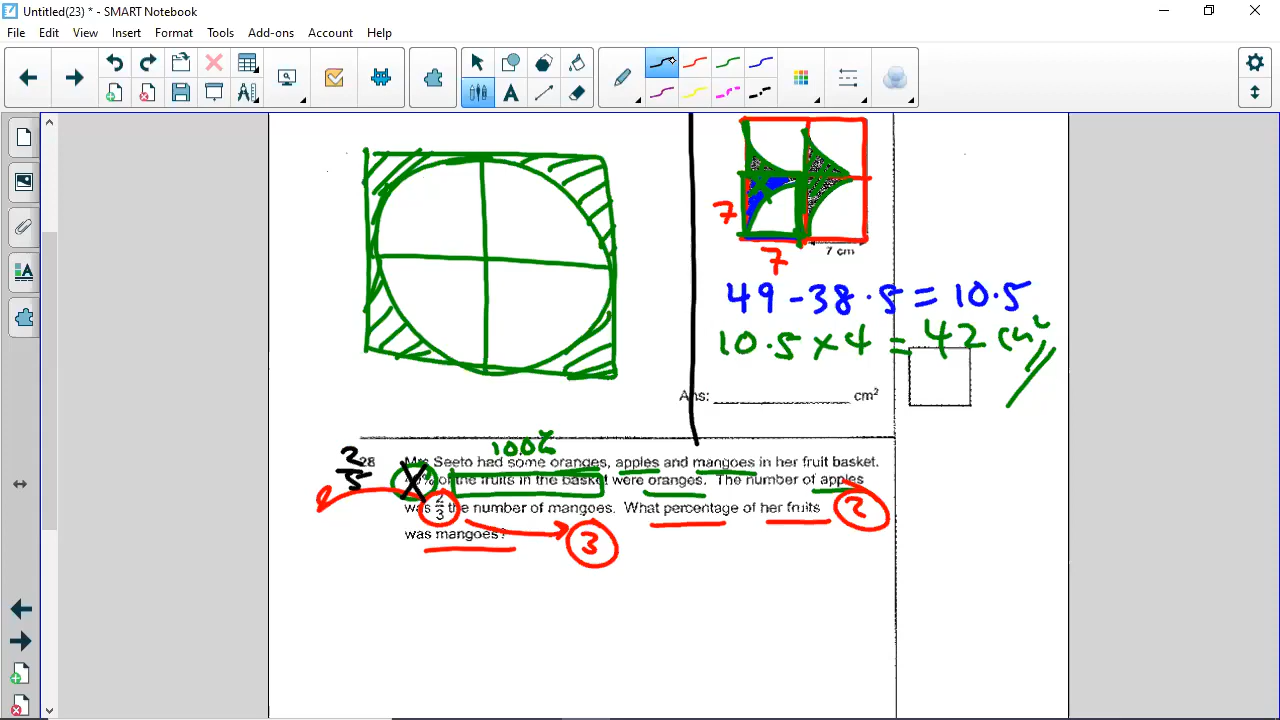 Untitled(23) * - SMART Notebook
File Edit View Insert Format Tools Add-ons Account Help
7
7
7 cm
49 - 38.5 = 10.5
10.5 x 4 = 42 cm²
Ans: ____ cm²
100%
2/5
28 Mrs Seeto had some oranges, apples and mangoes in her fruit basket.
of the fruits in the basket were oranges. The number of apples
was 2/3 the number of mangoes. What percentage of her fruits
2
was mangoes?
3